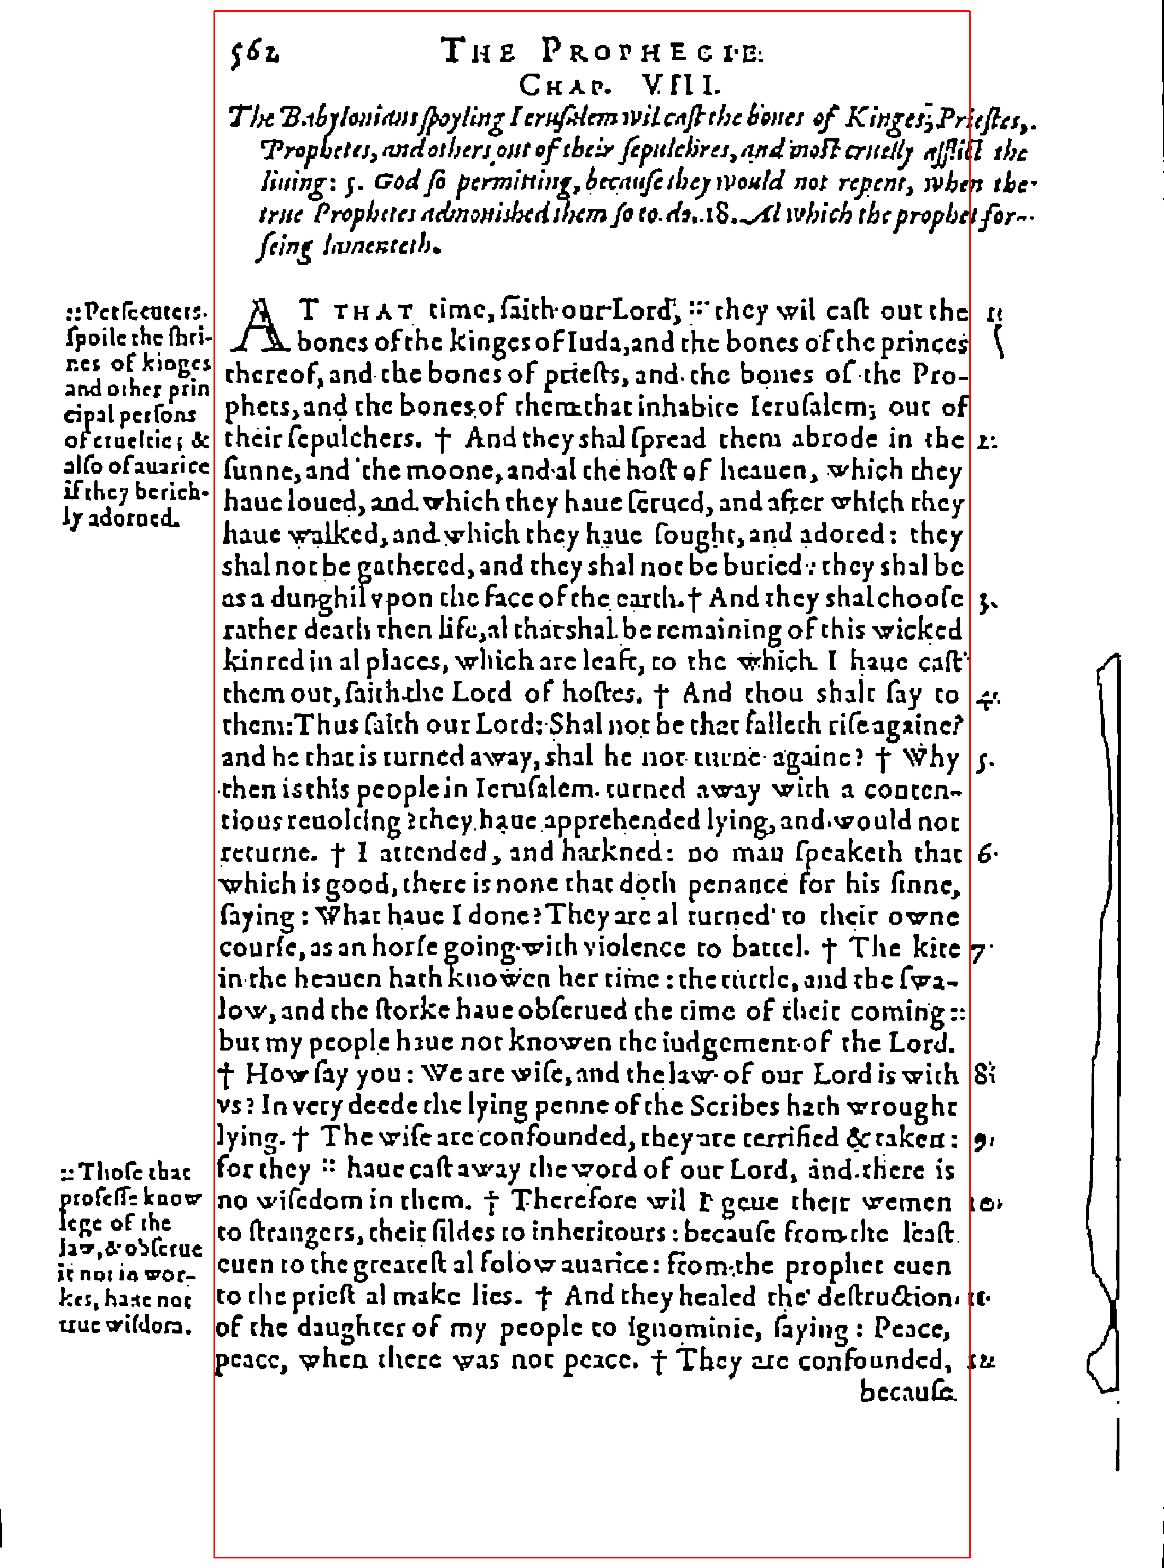 562 THE PROPHECIE
CHAP. VIII.
The Babylonians ſpoyling Ieruſalem wil caſt the bones of Kinges, Prieſtes,
Prophetes, and others out of their ſepulchres, and moſt cruelly afflict the
liuing: 5. God ſo permitting, becauſe they would not repent, when the
true Prophetes admonished them ſo to do. 18. Al which the prophet for-
ſeing lamenteth.
AT THAT time, ſaith our Lord, :: they wil caſt out the 1
bones of the kinges of Iuda, and the bones of the princes
thereof, and the bones of prieſts, and the bones of the Pro-
phets, and the bones of them that inhabite Ieruſalem, out of
their ſepulchers. † And they shal ſpread them abrode in the 2.
ſunne, and the moone, and al the hoſt of heauen, which they
haue loued, and which they haue ſerued, and after which they
haue walked, and which they haue ſought, and adored: they
shal not be gathered, and they shal not be buried: they shal be
as a dunghil vpon the face of the earth. † And they shal chooſe 3.
rather death then life, al that shal be remaining of this wicked
kinred in al places, which are leaft, to the which I haue caſt
them out, ſaith the Lord of hoſtes. † And thou shalt ſay to 4.
them: Thus ſaith our Lord: Shal not he that falleth riſe againe?
and he that is turned away, shal he not turne againe? † Why 5.
then is this people in Ieruſalem turned away with a conten-
tious reuolting? they haue apprehended lying, and would not
returne. † I attended, and harkned: no man ſpeaketh that 6.
which is good, there is none that doth penance for his ſinne,
ſaying: What haue I done? They are al turned to their owne
courſe, as an horſe going with violence to battel. † The kite 7
in the heauen hath knowen her time: the turtle, and the ſwa-
low, and the ſtorke haue obſerued the time of their coming:
but my people haue not knowen the iudgement of the Lord.
† How ſay you: We are wiſe, and the law of our Lord is with 8
vs? In very deede the lying penne of the Scribes hath wrought
lying. † The wiſe are confounded, they are terrified & taken: 9
for they :: haue caſt away the word of our Lord, and there is
no wiſedom in them. † Therefore wil I geue their wemen 10
to ſtrangers, their fildes to inheritours: becauſe from the leaſt
euen to the greateſt al folow auarice: from the prophet euen
to the prieſt al make lies. † And they healed the deſtruction 11.
of the daughter of my people to ignominie, ſaying: Peace,
peace, when there was not peace. † They are confounded, 12
becauſe
:: Perſecuters
ſpoile the ſhri-
nes of kinges
and other prin
cipal perſons
of crueltie; &
alſo of auarice
if they be rich-
ly adorned.
:: Thoſe that
profeſſe know
lege of the
law, & obſerue
it not in wor-
kes, haue not
true wiſdom.